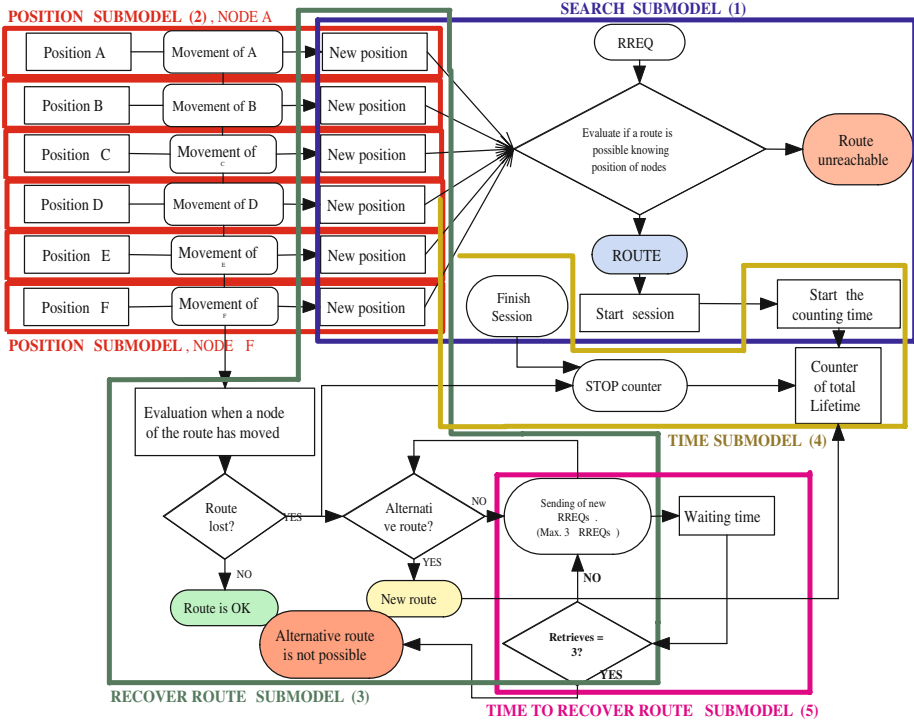 POSITION SUBMODEL (2), NODE A
SEARCH SUBMODEL (1)
Position A
Movement of A
New position
Position B
Movement of B
New position
Position C
Movement of
C
New position
Position D
Movement of D
New position
Position E
Movement of
E
New position
Position F
Movement of
F
New position
POSITION SUBMODEL, NODE F
RREQ
Evaluate if a route is
possible knowing
position of nodes
Route
unreachable
ROUTE
Start session
Start the
counting time
Finish
Session
STOP counter
Counter
of total
Lifetime
TIME SUBMODEL (4)
Evaluation when a node
of the route has moved
Route
lost?
YES
NO
Alternati
ve route?
NO
YES
Sending of new
RREQs .
(Max. 3 RREQs )
Waiting time
Route is OK
New route
NO
Alternative route
is not possible
Retrieves =
3?
YES
RECOVER ROUTE SUBMODEL (3)
TIME TO RECOVER ROUTE SUBMODEL (5)